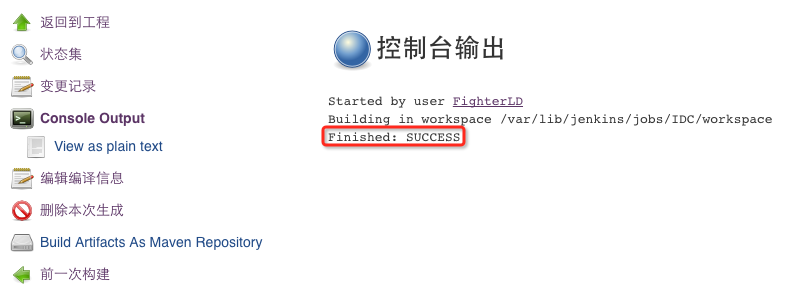 返回到工程
状态集
变更记录
Console Output
View as plain text
编辑编译信息
删除本次生成
Build Artifacts As Maven Repository
前一次构建
控制台输出
Started by user FighterLD
Building in workspace /var/lib/jenkins/jobs/IDC/workspace
Finished: SUCCESS